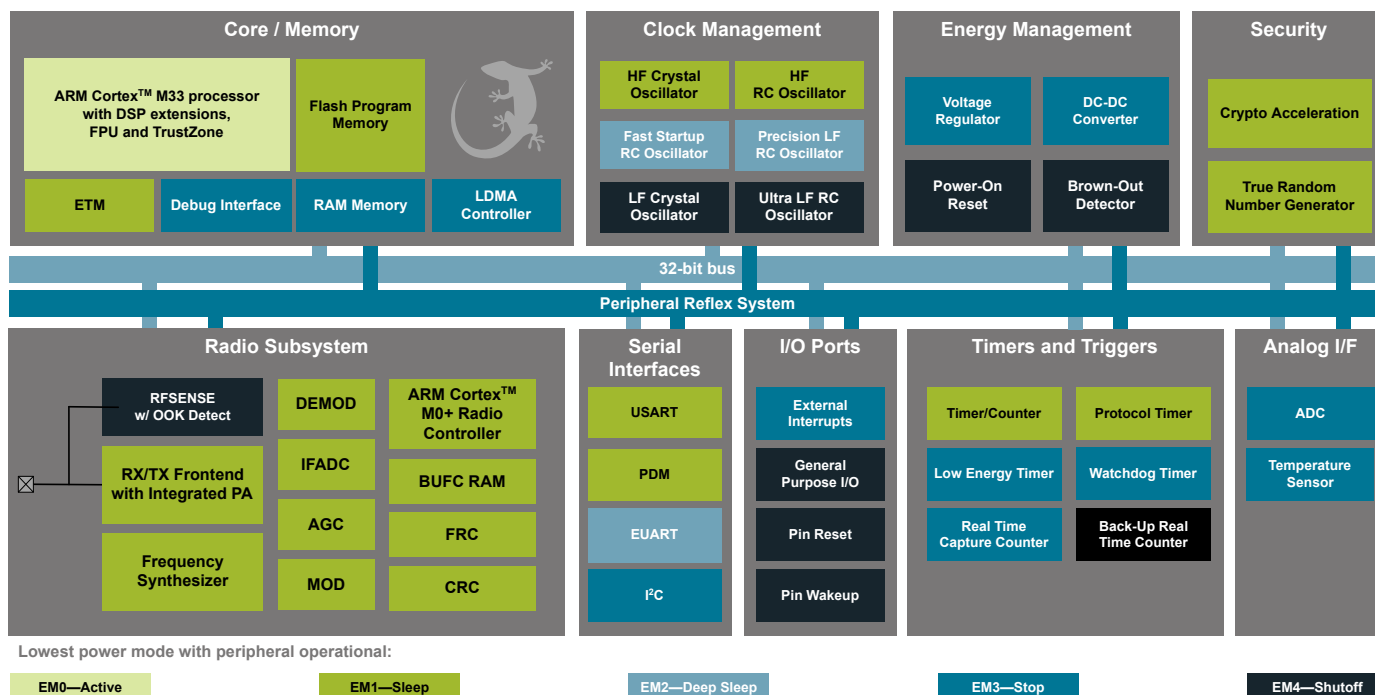 Core / Memory
ARM Cortex™ M33 processor
with DSP extensions,
FPU and TrustZone
Flash Program
Memory
ETM
Debug Interface
RAM Memory
LDMA
Controller
Clock Management
HF Crystal
Oscillator
HF
RC Oscillator
Fast Startup
RC Oscillator
Precision LF
RC Oscillator
LF Crystal
Oscillator
Ultra LF RC
Oscillator
Energy Management
Voltage
Regulator
DC-DC
Converter
Power-On
Reset
Brown-Out
Detector
Security
Crypto Acceleration
True Random
Number Generator
32-bit bus
Peripheral Reflex System
Radio Subsystem
RFSENSE
w/ OOK Detect
RX/TX Frontend
with Integrated PA
Frequency
Synthesizer
DEMOD
IFADC
AGC
MOD
ARM Cortex™
M0+ Radio
Controller
BUFC RAM
FRC
CRC
Serial
Interfaces
USART
PDM
EUART
I²C
I/O Ports
External
Interrupts
General
Purpose I/O
Pin Reset
Pin Wakeup
Timers and Triggers
Timer/Counter
Protocol Timer
Low Energy Timer
Watchdog Timer
Real Time
Capture Counter
Back-Up Real
Time Counter
Analog I/F
ADC
Temperature
Sensor
Lowest power mode with peripheral operational:
EM0—Active
EM1—Sleep
EM2—Deep Sleep
EM3—Stop
EM4—Shutoff